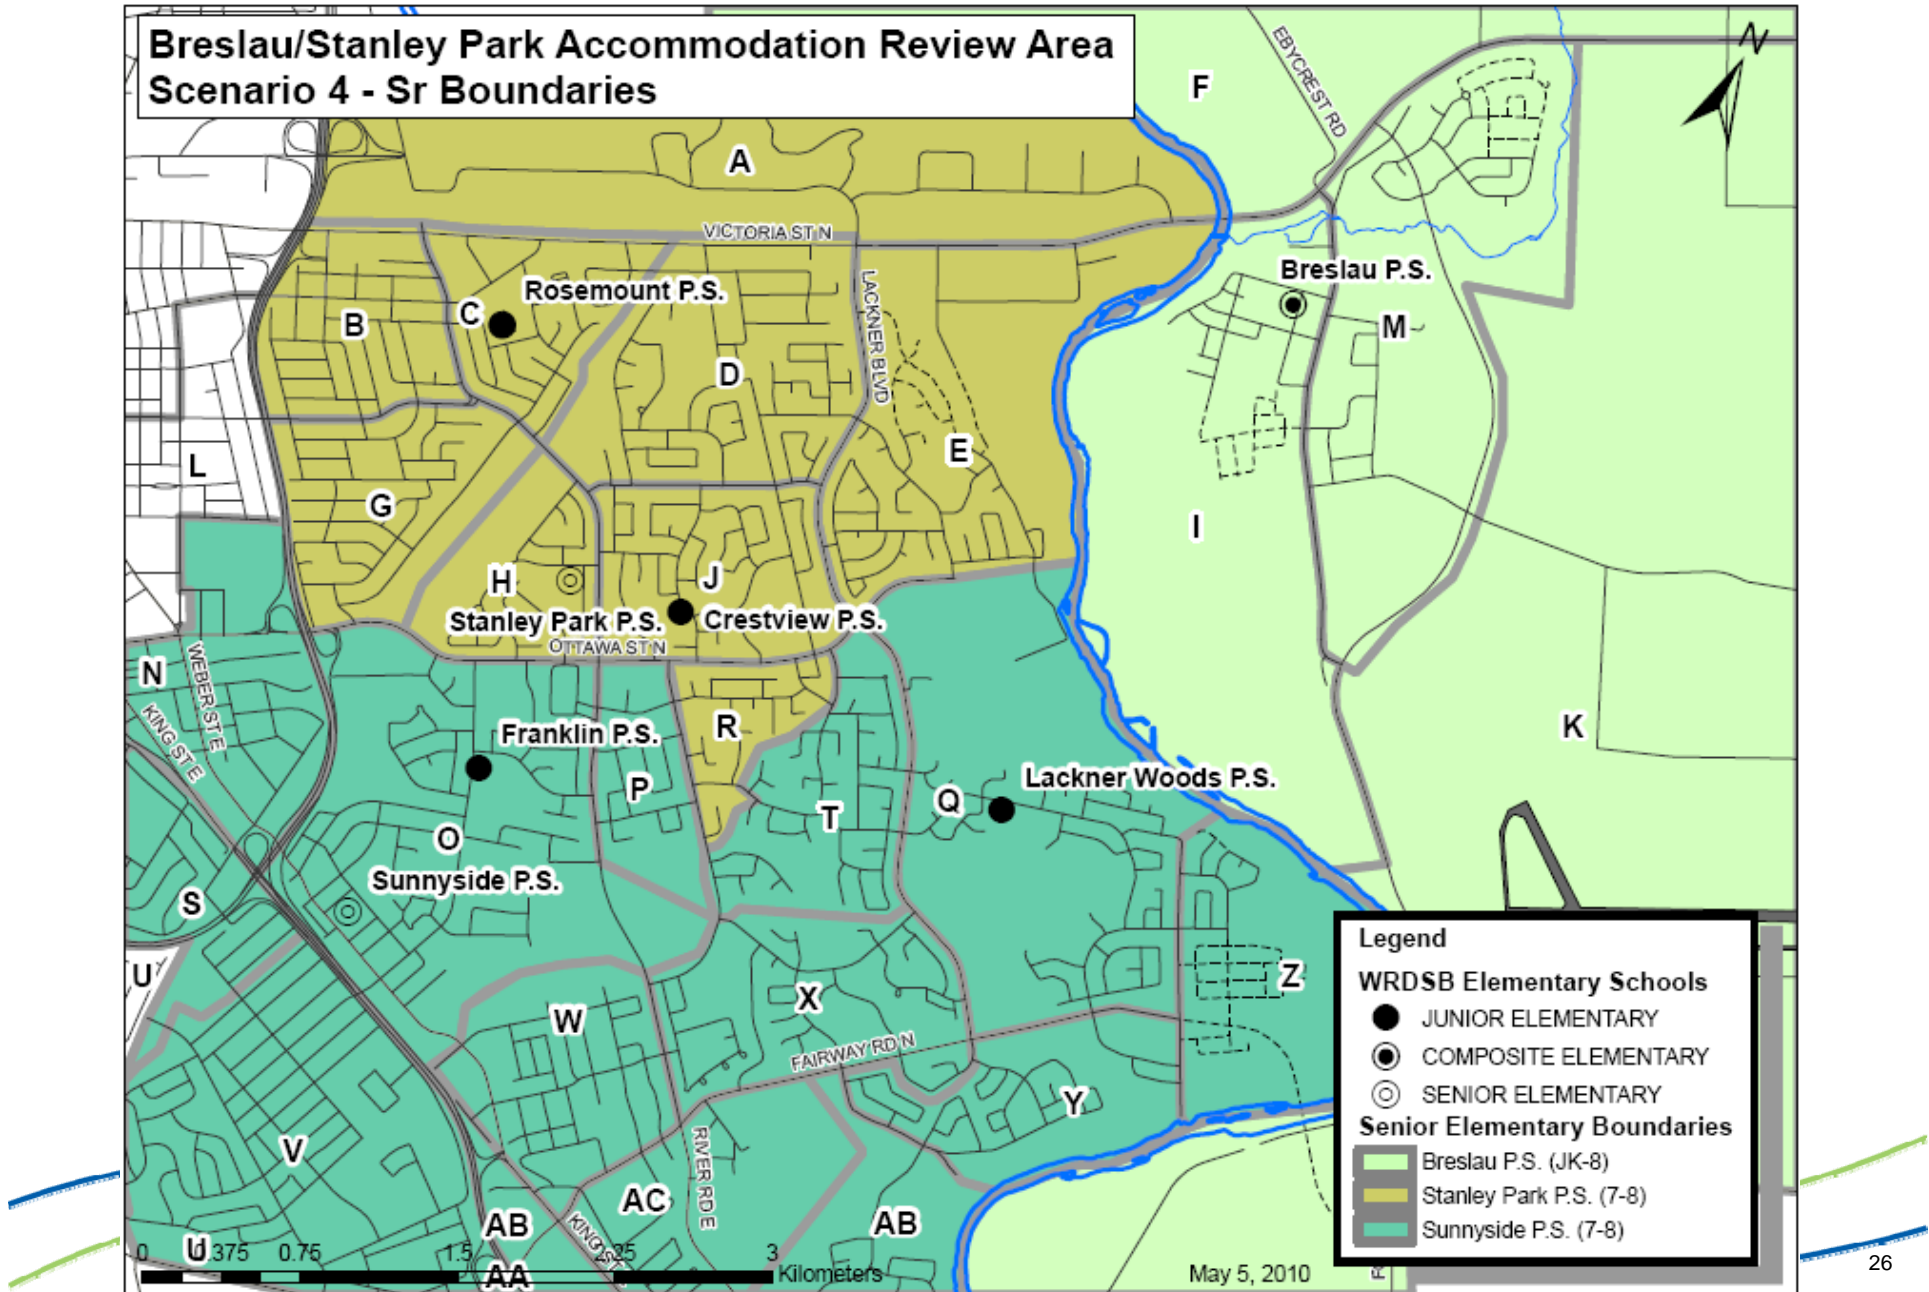 Breslau/Stanley Park Accommodation Review Area
Scenario 4 - Sr Boundaries
N
F
EBYCREST RD
A
VICTORIA ST N
Breslau P.S.
Rosemount P.S.
B
C
M
LACKNER BLVD
D
E
L
G
I
H
J
Stanley Park P.S.
Crestview P.S.
OTTAWA ST N
N
WEBER ST E
KING ST E
Franklin P.S.
R
K
P
Lackner Woods P.S.
Q
T
O
Sunnyside P.S.
S
U
Z
X
W
FAIRWAY RD N
Y
V
RIVER RD E
AC
AB
AB
KING ST E
U
AA
0
0.375
0.75
1.5
2.25
3
Kilometers
May 5, 2010
Legend
WRDSB Elementary Schools
JUNIOR ELEMENTARY
COMPOSITE ELEMENTARY
SENIOR ELEMENTARY
Senior Elementary Boundaries
Breslau P.S. (JK-8)
Stanley Park P.S. (7-8)
Sunnyside P.S. (7-8)
26